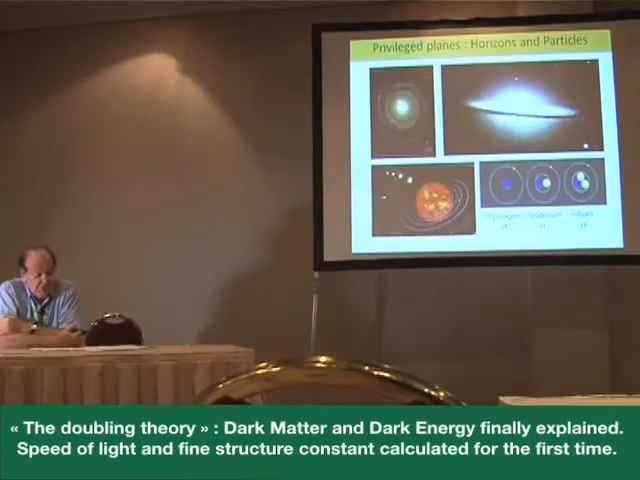 Privileged planes : Horizons and Particles
« The doubling theory » : Dark Matter and Dark Energy finally explained.
Speed of light and fine structure constant calculated for the first time.